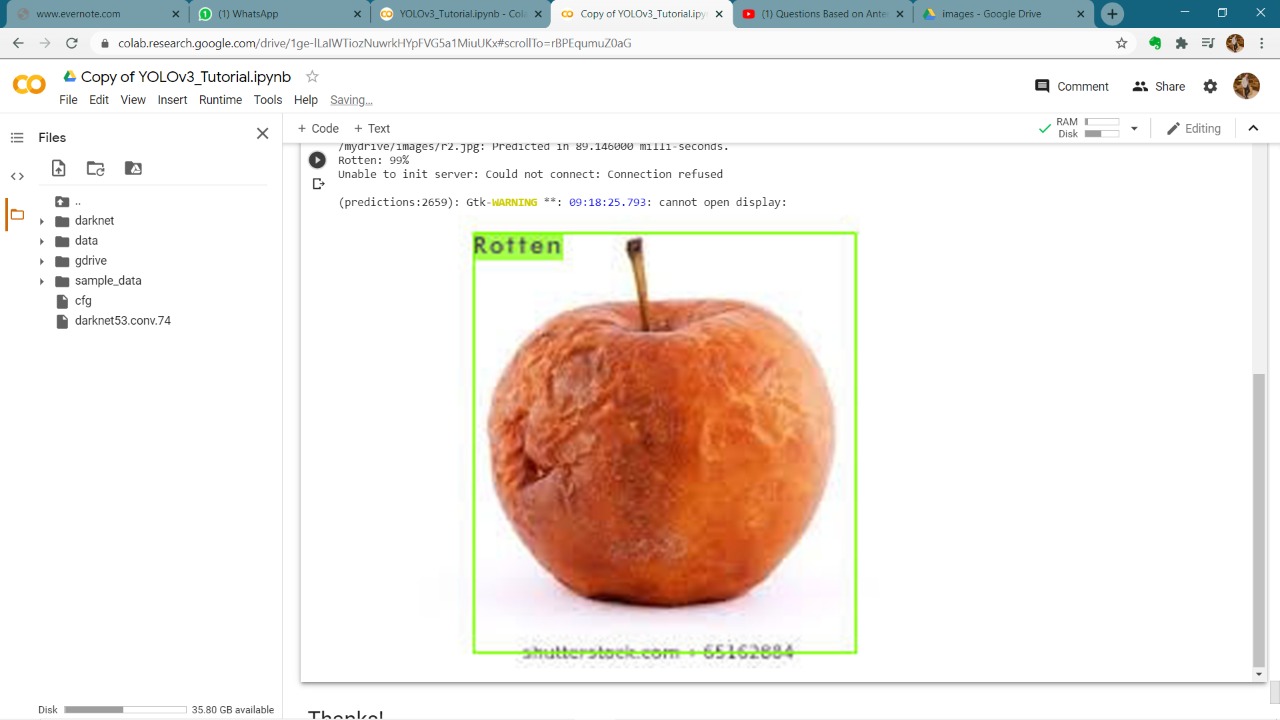 www.evernote.com
(1) WhatsApp
YOLOv3_Tutorial.ipynb - Cola
Copy of YOLOv3_Tutorial.ipy
(1) Questions Based on Ante
images - Google Drive
colab.research.google.com/drive/1ge-ILaIWTiozNuwrkHYpFVG5a1MiuUKx#scrollTo=rBPEqumuZ0aG
Copy of YOLOv3_Tutorial.ipynb
File Edit View Insert Runtime Tools Help Saving...
Comment
Share
Files
+ Code + Text
RAM
Disk
Editing
..
darknet
data
gdrive
sample_data
cfg
darknet53.conv.74
/mydrive/images/r2.jpg: Predicted in 89.146000 milli-seconds.
Rotten: 99%
Unable to init server: Could not connect: Connection refused
(predictions:2659): Gtk-WARNING **: 09:18:25.793: cannot open display:
Rotten
shutterstock.com • 65162884
Disk 35.80 GB available
Thanks!